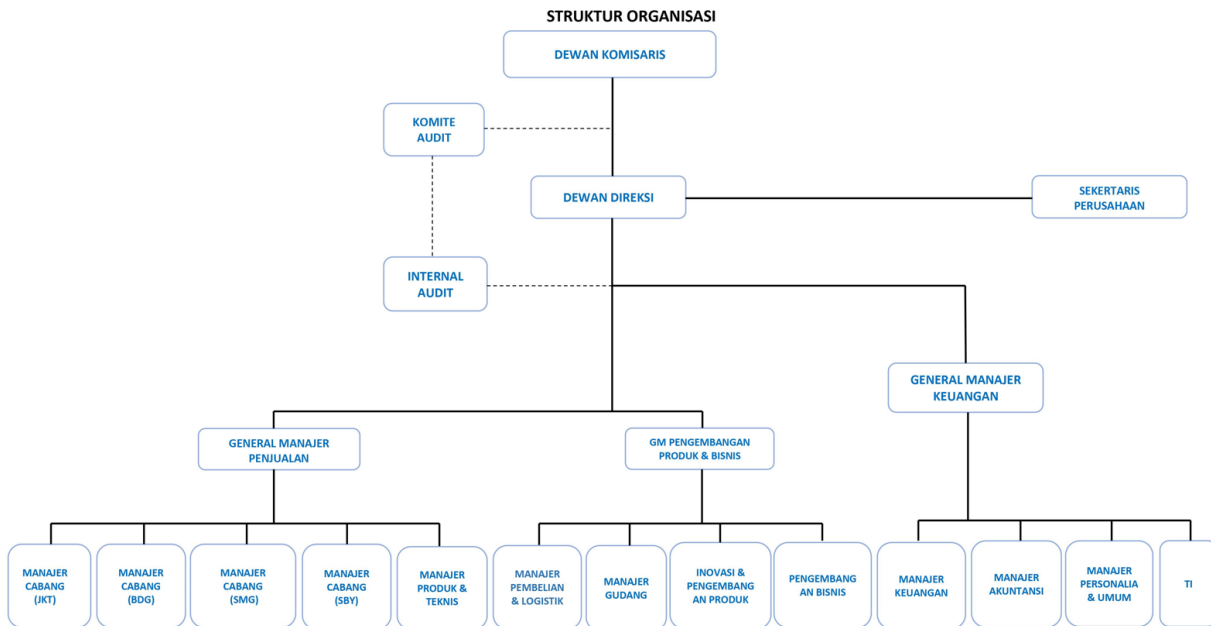 STRUKTUR ORGANISASI
DEWAN KOMISARIS
KOMITE
AUDIT
DEWAN DIREKSI
SEKERTARIS
PERUSAHAAN
INTERNAL
AUDIT
GENERAL MANAJER
KEUANGAN
GENERAL MANAJER
PENJUALAN
GM PENGEMBANGAN
PRODUK & BISNIS
MANAJER
CABANG
(JKT)
MANAJER
CABANG
(BDG)
MANAJER
CABANG
(SMG)
MANAJER
CABANG
(SBY)
MANAJER
PRODUK &
TEKNIS
MANAJER
PEMBELIAN
& LOGISTIK
MANAJER
GUDANG
INOVASI &
PENGEMBANG
AN PRODUK
PENGEMBANG
AN BISNIS
MANAJER
KEUANGAN
MANAJER
AKUNTANSI
MANAJER
PERSONALIA
& UMUM
TI